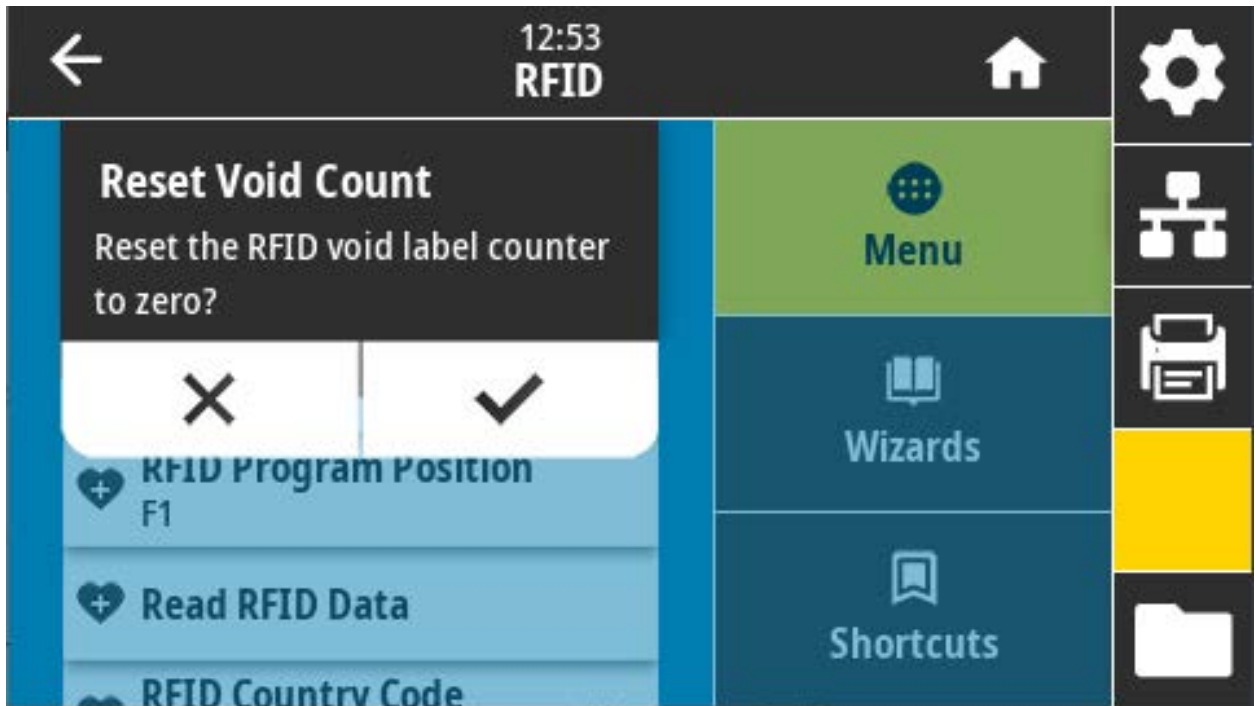 12:53
RFID
Reset Void Count
Reset the RFID void label counter
to zero?
RFID Program Position
F1
Read RFID Data
RFID Country Code
Menu
Wizards
Shortcuts